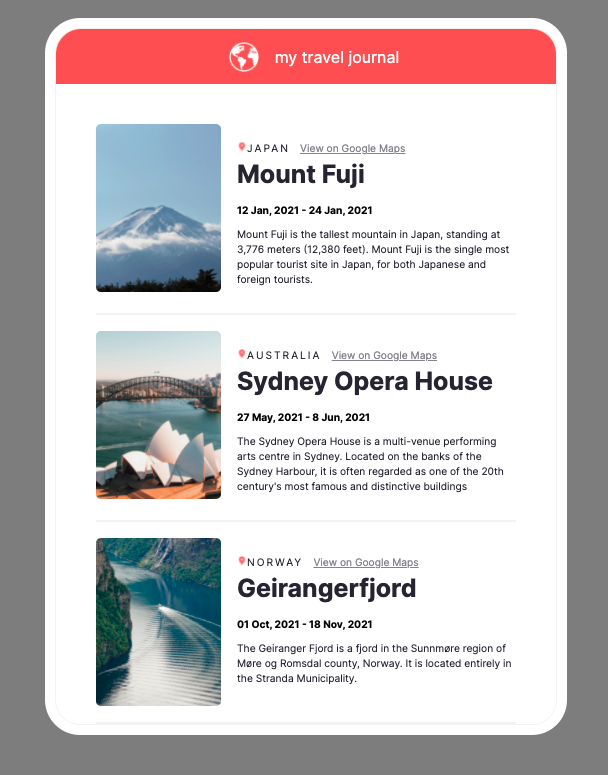 my travel journal
JAPAN View on Google Maps
Mount Fuji
12 Jan, 2021 - 24 Jan, 2021
Mount Fuji is the tallest mountain in Japan, standing at
3,776 meters (12,380 feet). Mount Fuji is the single most
popular tourist site in Japan, for both Japanese and
foreign tourists.
AUSTRALIA View on Google Maps
Sydney Opera House
27 May, 2021 - 8 Jun, 2021
The Sydney Opera House is a multi-venue performing
arts centre in Sydney. Located on the banks of the
Sydney Harbour, it is often regarded as one of the 20th
century's most famous and distinctive buildings
NORWAY View on Google Maps
Geirangerfjord
01 Oct, 2021 - 18 Nov, 2021
The Geiranger Fjord is a fjord in the Sunnmøre region of
Møre og Romsdal county, Norway. It is located entirely in
the Stranda Municipality.